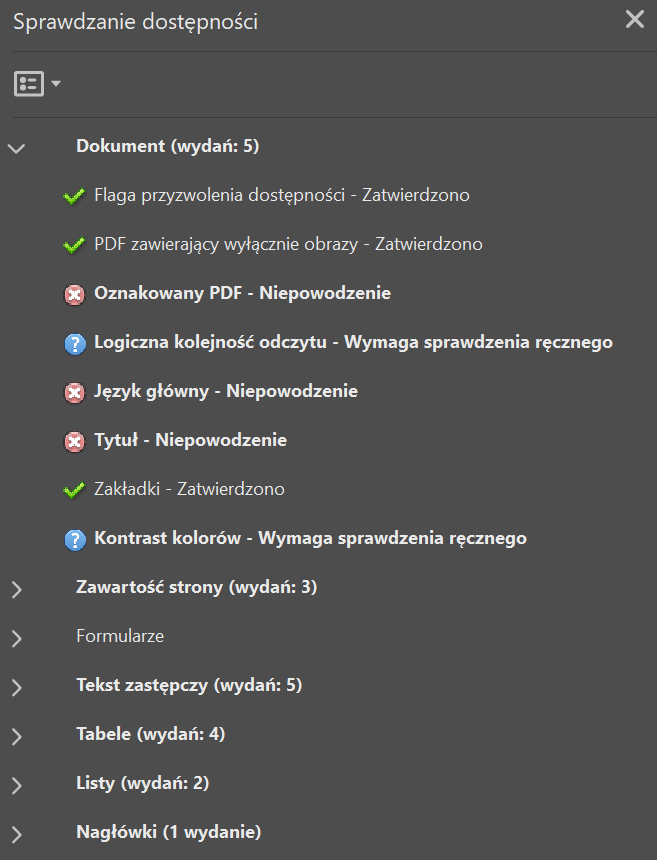 Sprawdzanie dostępności
Dokument (wydań: 5)
Flaga przyzwolenia dostępności - Zatwierdzono
PDF zawierający wyłącznie obrazy - Zatwierdzono
Oznakowany PDF - Niepowodzenie
Logiczna kolejność odczytu - Wymaga sprawdzenia ręcznego
Język główny - Niepowodzenie
Tytuł - Niepowodzenie
Zakładki - Zatwierdzono
Kontrast kolorów - Wymaga sprawdzenia ręcznego
Zawartość strony (wydań: 3)
Formularze
Tekst zastępczy (wydań: 5)
Tabele (wydań: 4)
Listy (wydań: 2)
Nagłówki (1 wydanie)